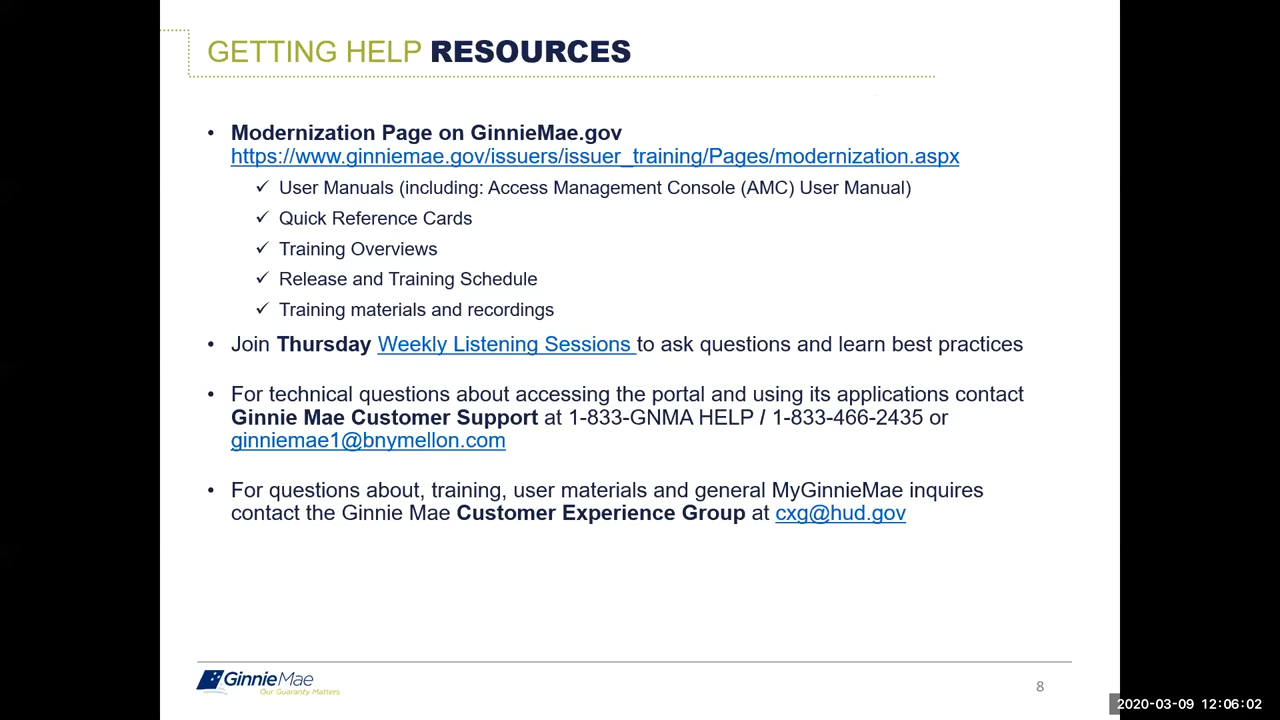 GETTING HELP RESOURCES
• Modernization Page on GinnieMae.gov
https://www.ginniemae.gov/issuers/issuer_training/Pages/modernization.aspx
✓ User Manuals (including: Access Management Console (AMC) User Manual)
✓ Quick Reference Cards
✓ Training Overviews
✓ Release and Training Schedule
✓ Training materials and recordings
• Join Thursday Weekly Listening Sessions to ask questions and learn best practices
• For technical questions about accessing the portal and using its applications contact
Ginnie Mae Customer Support at 1-833-GNMA HELP / 1-833-466-2435 or
ginniemae1@bnymellon.com
• For questions about, training, user materials and general MyGinnieMae inquires
contact the Ginnie Mae Customer Experience Group at cxg@hud.gov
GinnieMae
Our Guaranty Matters
8
2020-03-09 12:06:02